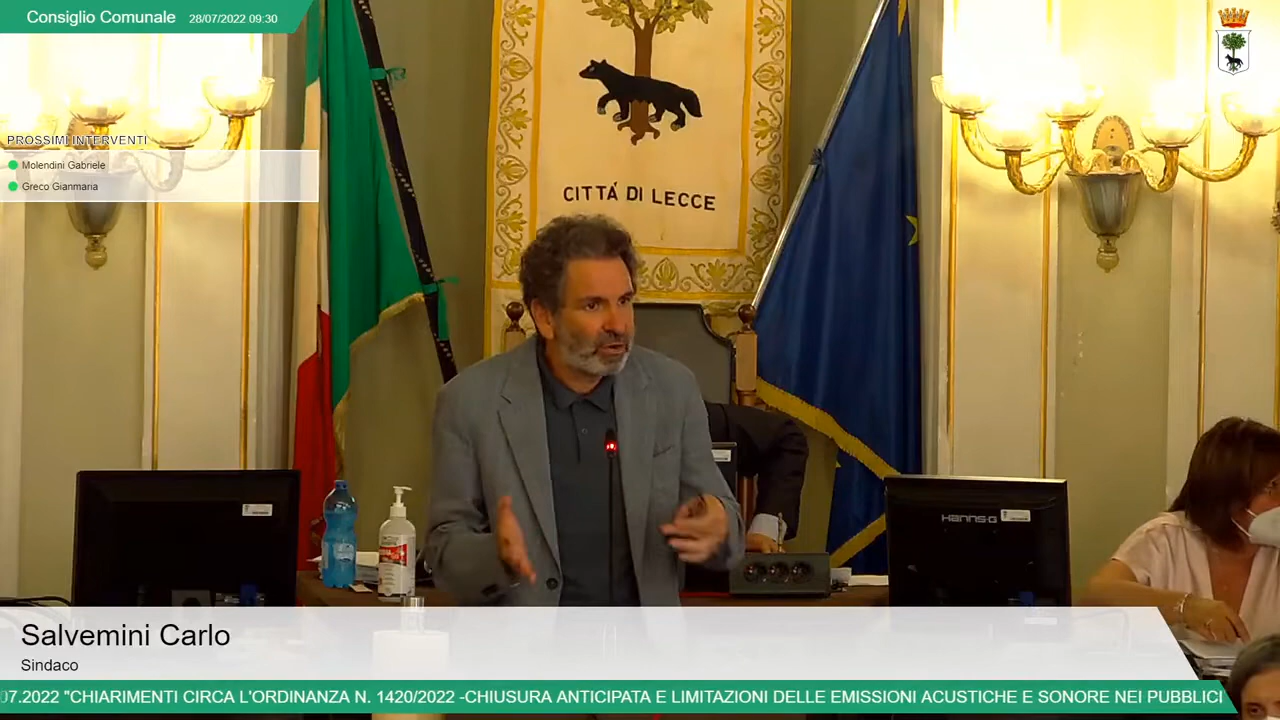 Consiglio Comunale 28/07/2022 09:30
PROSSIMI INTERVENTI
Molendini Gabriele
Greco Gianmaria
CITTÁ DI LECCE
HANNS-G
Salvemini Carlo
Sindaco
07.2022 "CHIARIMENTI CIRCA L'ORDINANZA N. 1420/2022 -CHIUSURA ANTICIPATA E LIMITAZIONI DELLE EMISSIONI ACUSTICHE E SONORE NEI PUBBLICI